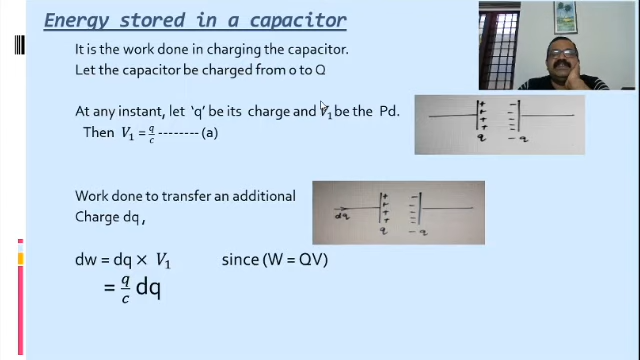 Energy stored in a capacitor
It is the work done in charging the capacitor.
Let the capacitor be charged from 0 to Q
At any instant, let 'q' be its charge and V₁ be the Pd.
Then V₁ = q/c -------- (a)
+ -
+ -
+ -
+ -
q - q
Work done to transfer an additional
Charge dq,
dq
+ -
+ -
+ -
+ -
q - q
dw = dq × V₁ since (W = QV)
= q/c dq